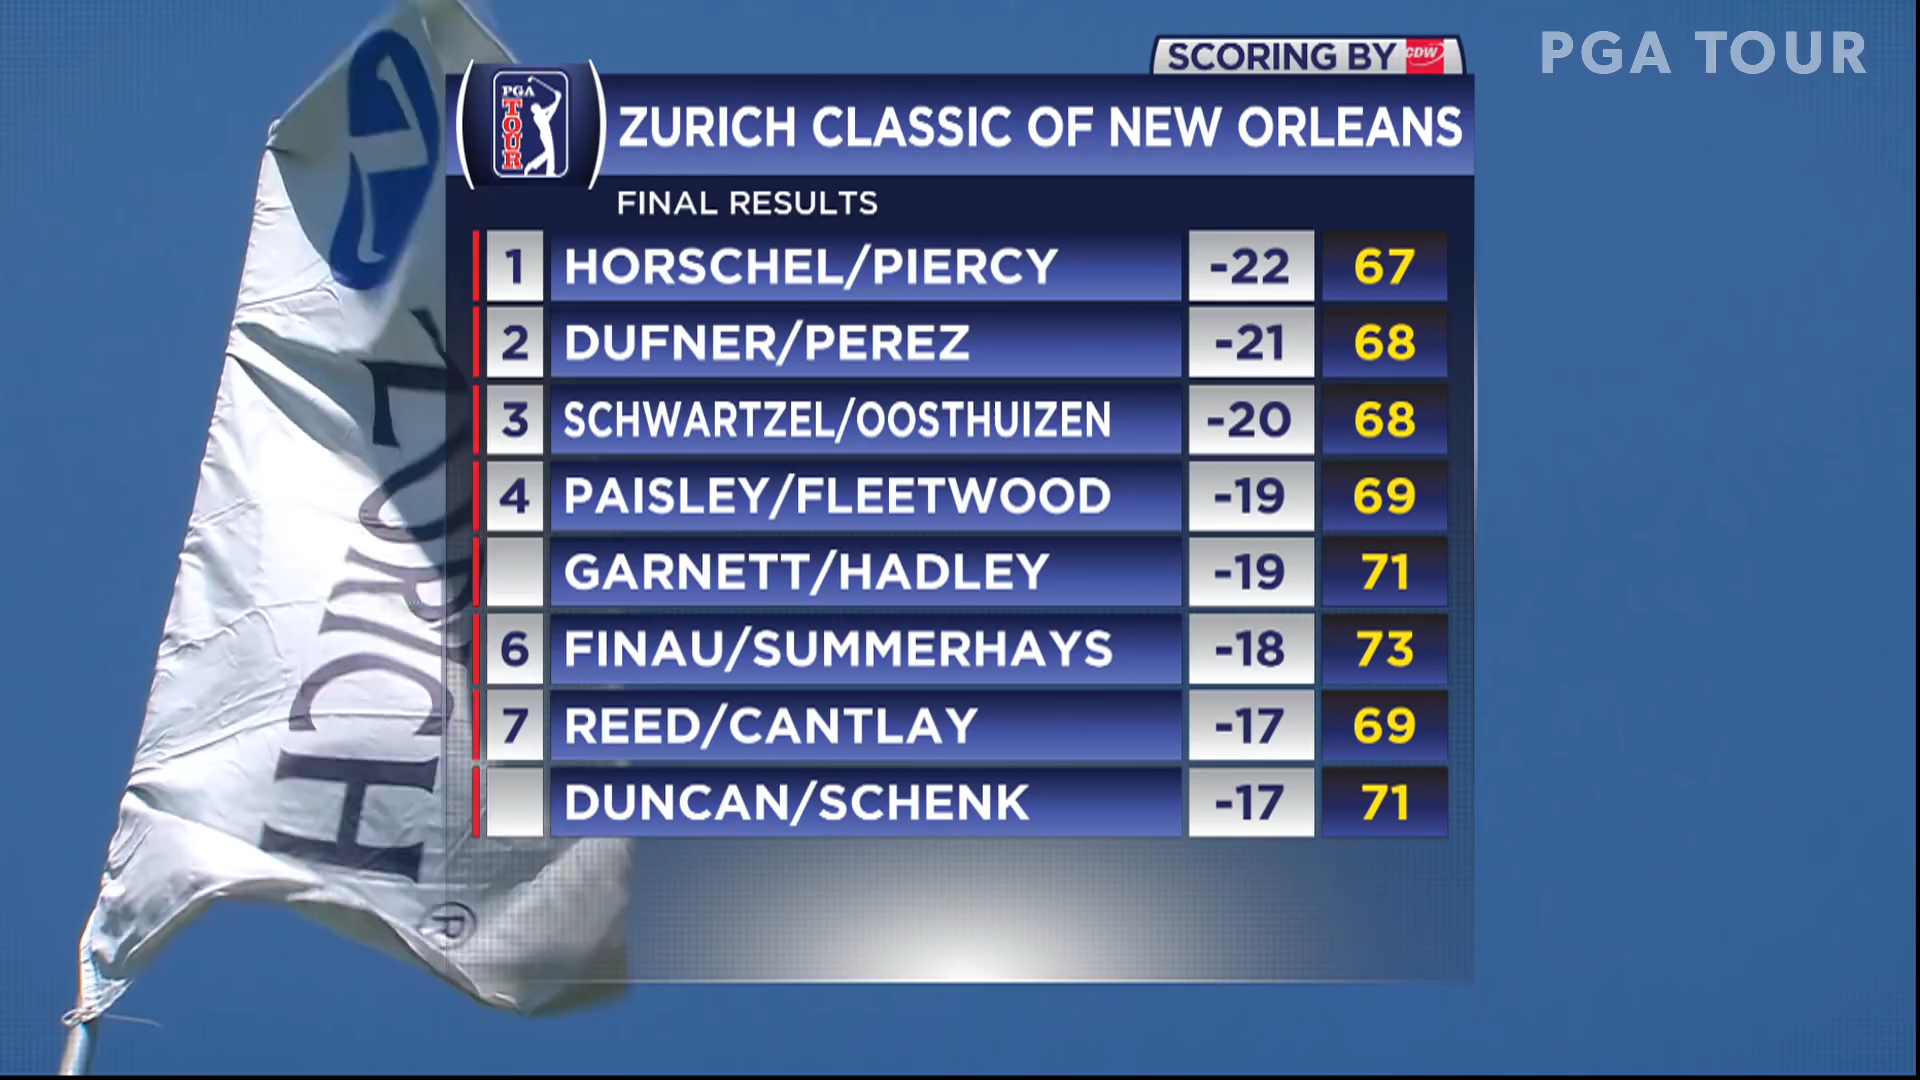 SCORING BY CDW
PGA TOUR
PGA
TOUR
ZURICH CLASSIC OF NEW ORLEANS
FINAL RESULTS
1 HORSCHEL/PIERCY -22 67
2 DUFNER/PEREZ -21 68
3 SCHWARTZEL/OOSTHUIZEN -20 68
4 PAISLEY/FLEETWOOD -19 69
GARNETT/HADLEY -19 71
6 FINAU/SUMMERHAYS -18 73
7 REED/CANTLAY -17 69
DUNCAN/SCHENK -17 71
ZURICH®